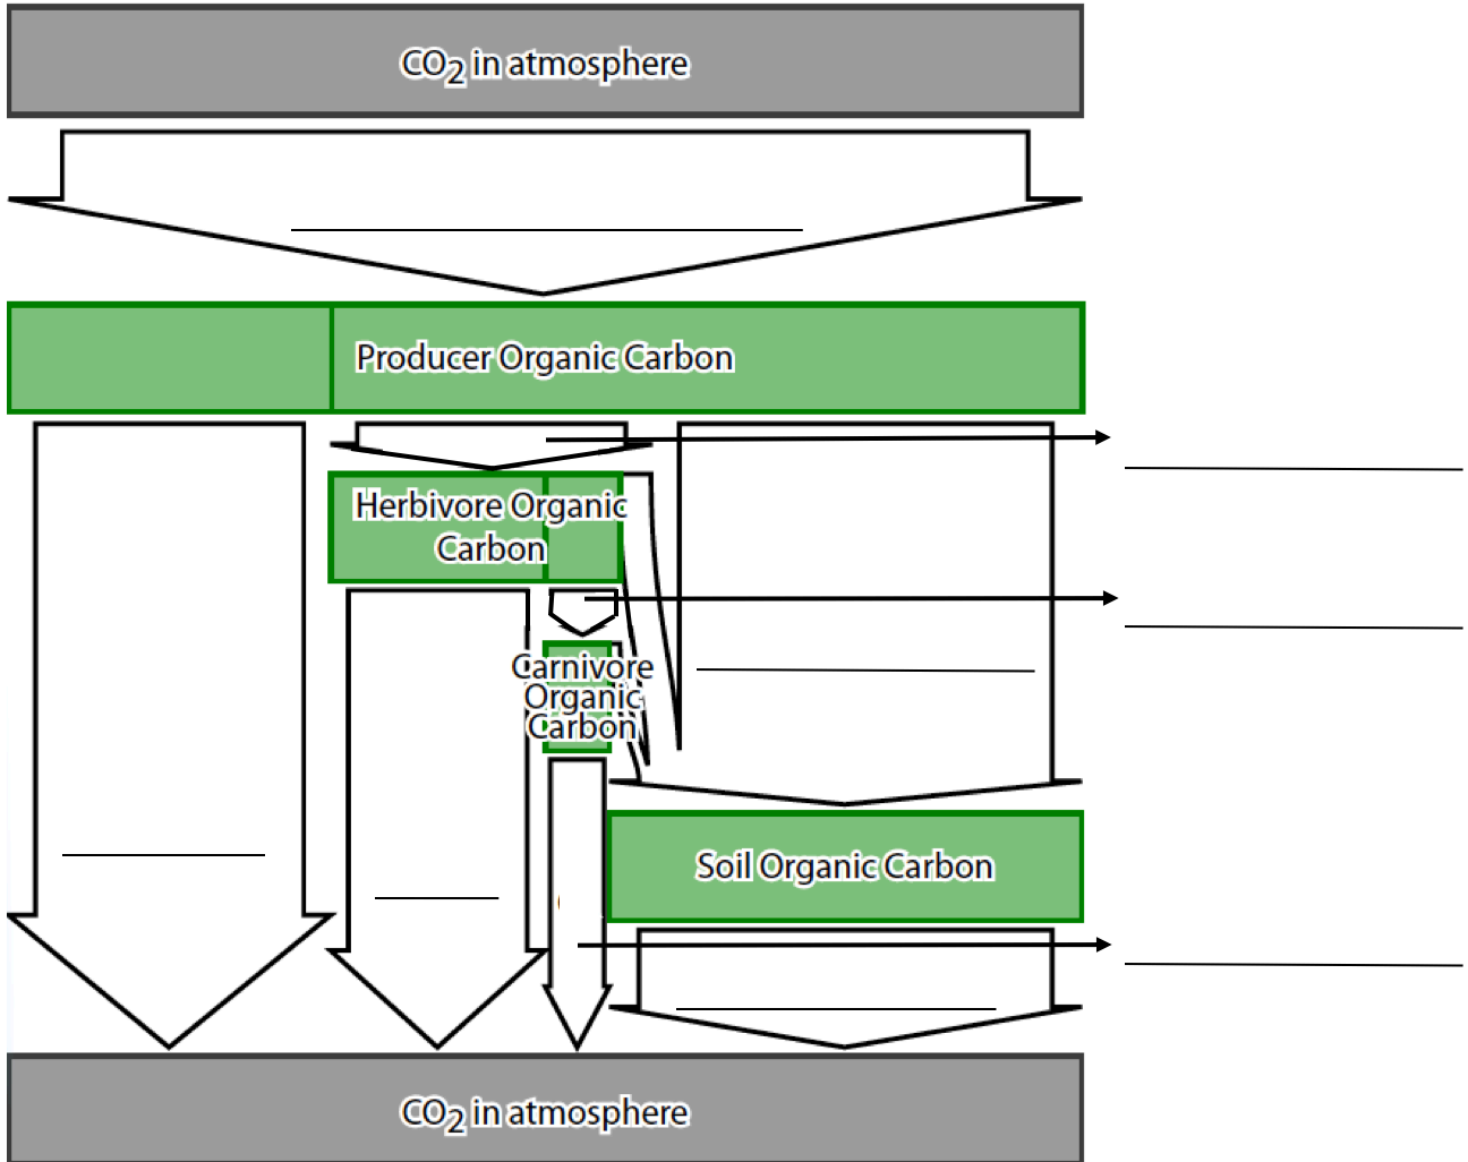 CO2 in atmosphere
Producer Organic Carbon
Herbivore Organic
Carbon
Carnivore
Organic
Carbon
Soil Organic Carbon
CO2 in atmosphere